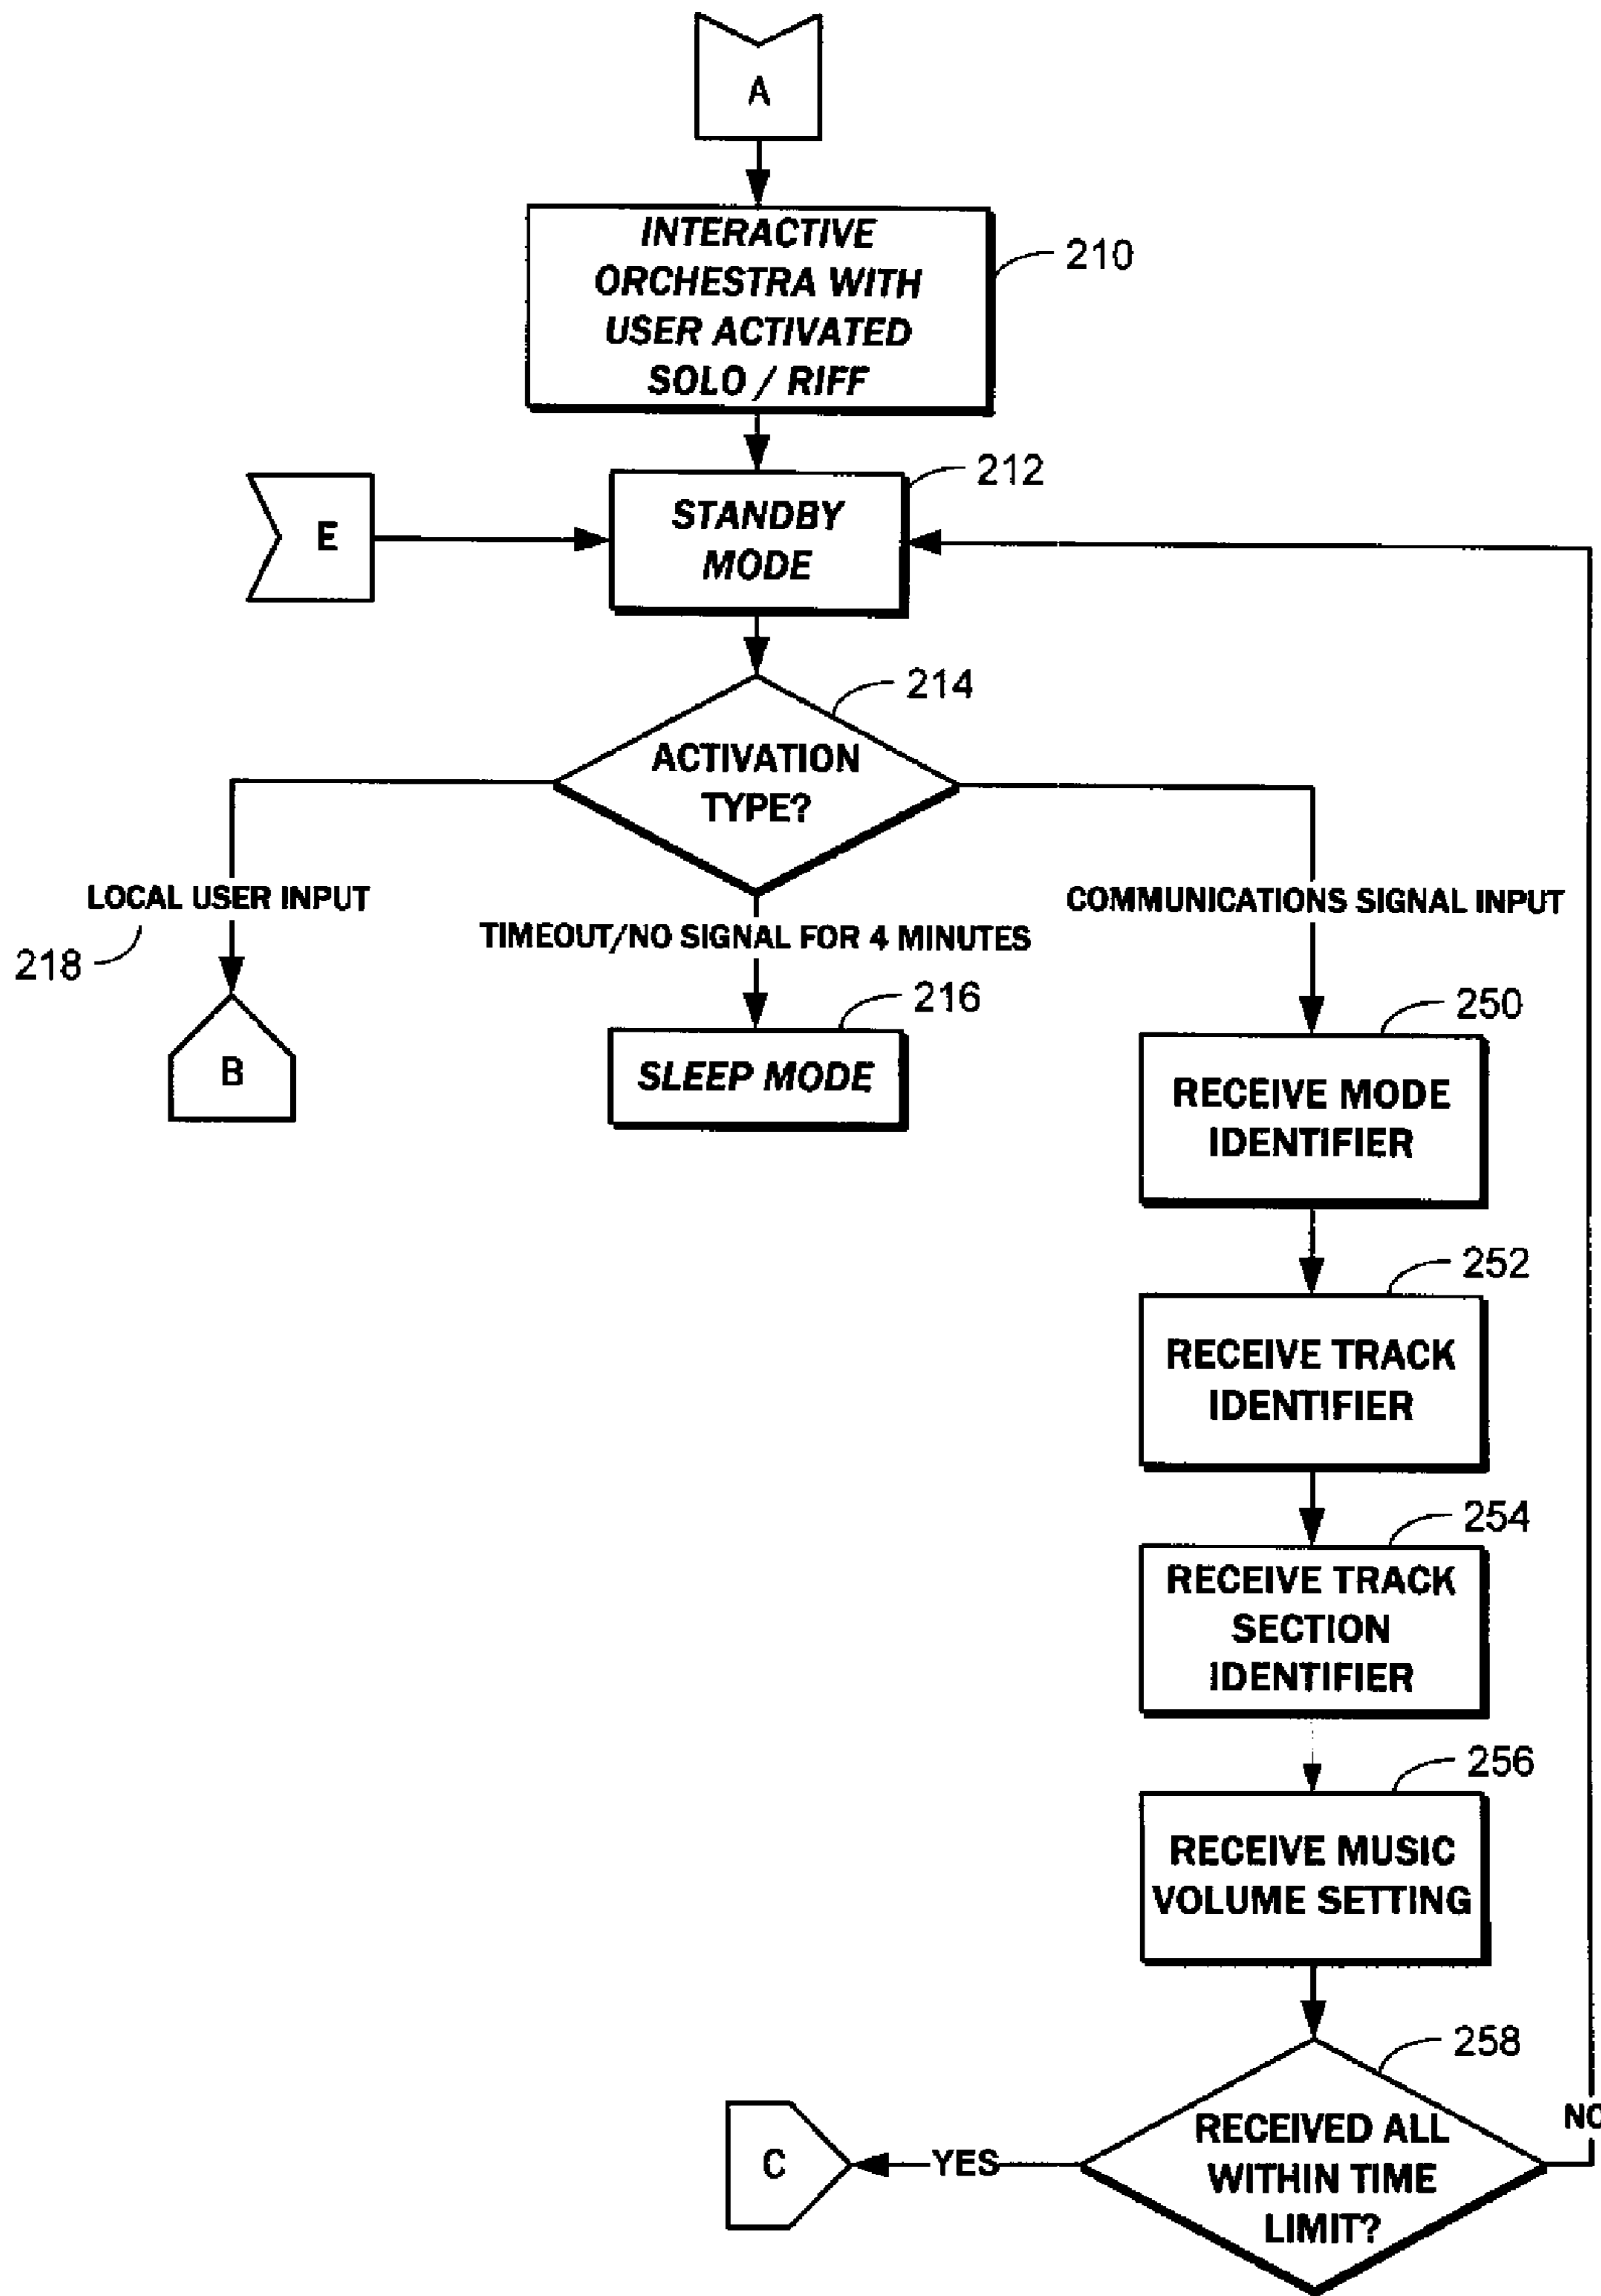 A
INTERACTIVE
ORCHESTRA WITH
USER ACTIVATED
SOLO / RIFF
210
E
STANDBY
MODE
212
ACTIVATION
TYPE?
214
LOCAL USER INPUT
218
B
TIMEOUT/NO SIGNAL FOR 4 MINUTES
216
SLEEP MODE
COMMUNICATIONS SIGNAL INPUT
250
RECEIVE MODE
IDENTIFIER
252
RECEIVE TRACK
IDENTIFIER
254
RECEIVE TRACK
SECTION
IDENTIFIER
256
RECEIVE MUSIC
VOLUME SETTING
258
RECEIVED ALL
WITHIN TIME
LIMIT?
NO
YES
C